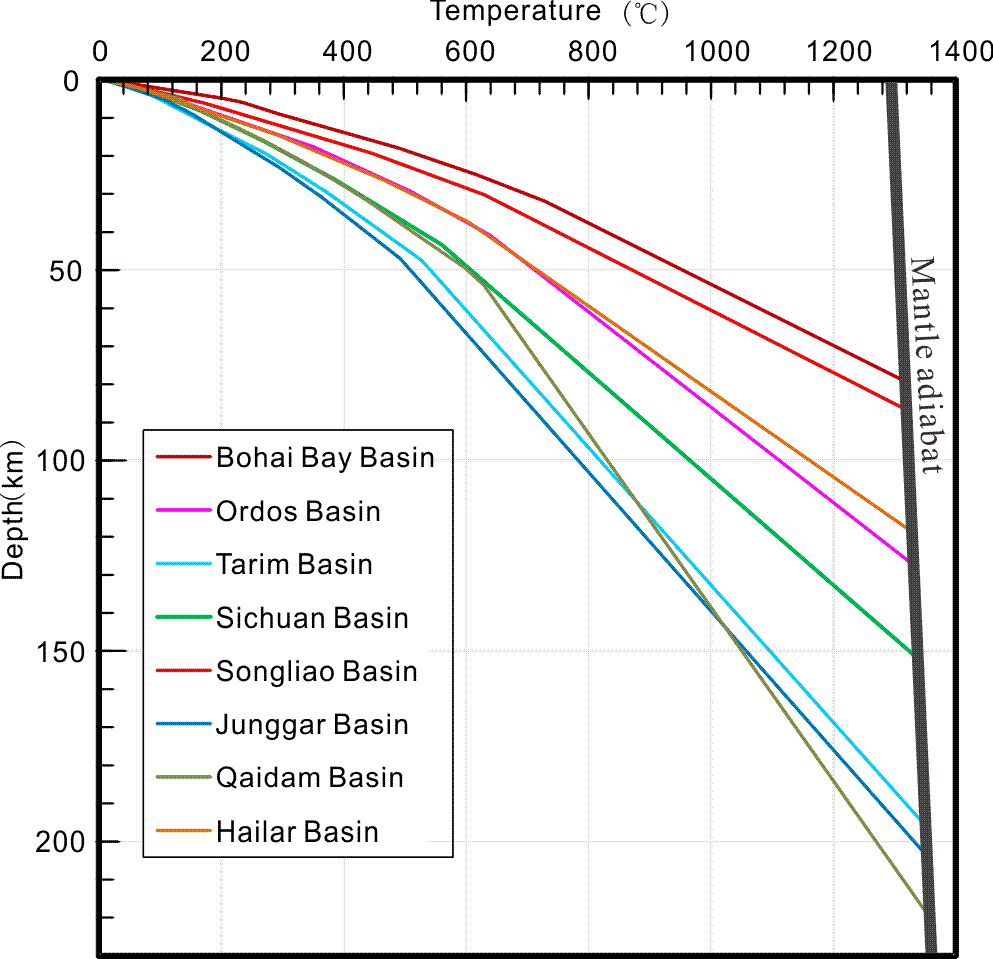 Temperature （℃）
0 200 400 600 800 1000 1200 1400
0
50
100
150
200
Depth(km)
Mantle adiabat
Bohai Bay Basin
Ordos Basin
Tarim Basin
Sichuan Basin
Songliao Basin
Junggar Basin
Qaidam Basin
Hailar Basin